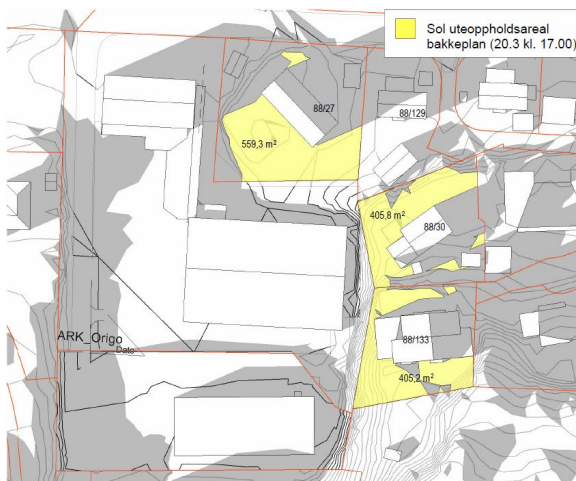 Sol uteoppholdsareal
bakkeplan (20.3 kl. 17.00)
88/27
88/129
559,3 m²
405,8 m²
88/30
ARK_Origo
Dato
88/133
405,2 m²